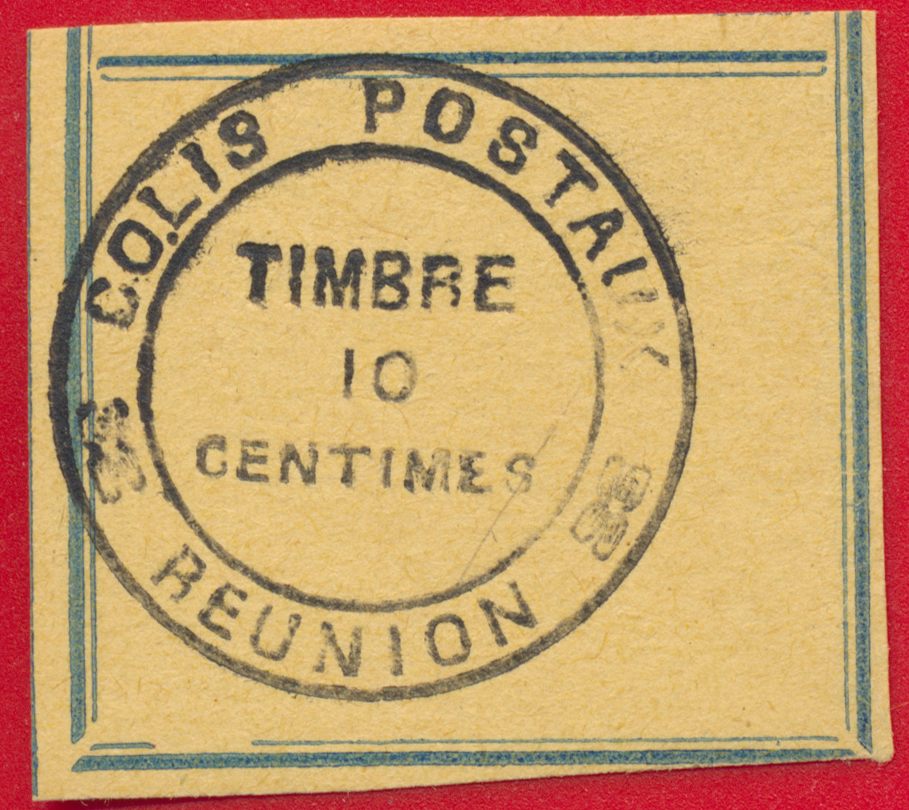 COLIS POSTAUX
TIMBRE
10
CENTIMES
REUNION